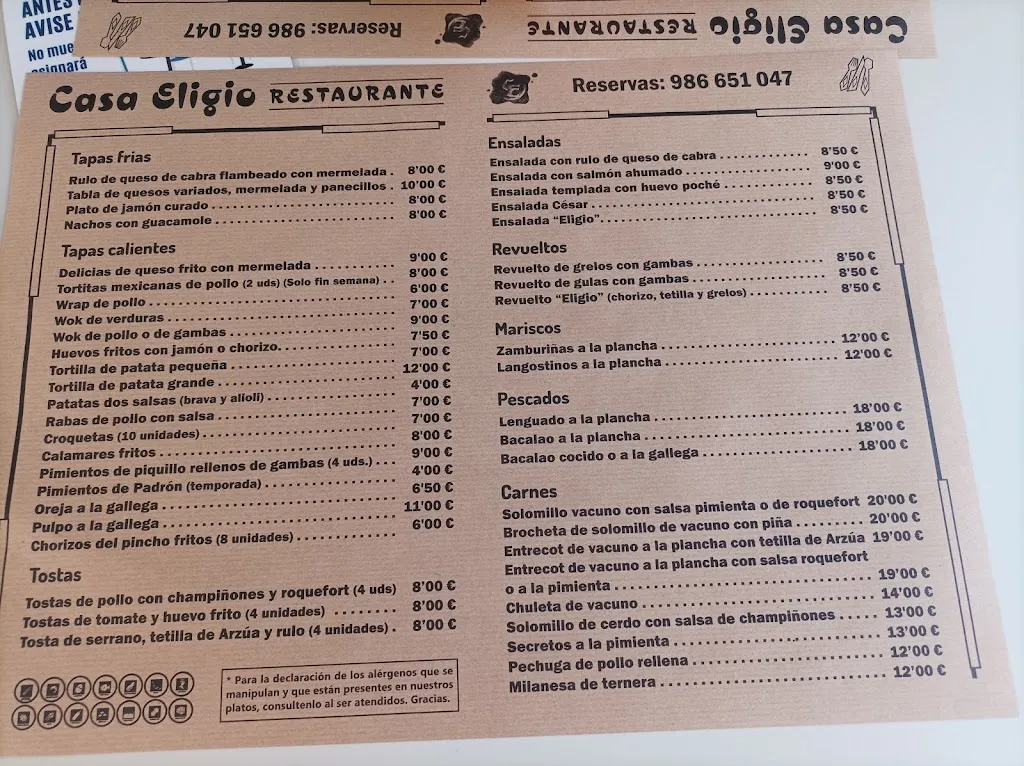 ANTES
AVISE
No mue
asignará
Casa Eligio RESTAURANTE
Reservas: 986 651 047
Casa Eligio RESTAURANTE
Reservas: 986 651 047
Tapas frias
Rulo de queso de cabra flambeado con mermelada . 8'00 €
Tabla de quesos variados, mermelada y panecillos . 10'00 €
Plato de jamón curado 8'00 €
Nachos con guacamole 8'00 €
Tapas calientes
Delicias de queso frito con mermelada 9'00 €
Tortitas mexicanas de pollo (2 uds) (Solo fin semana) 8'00 €
Wrap de pollo 6'00 €
Wok de verduras 7'00 €
Wok de pollo o de gambas 9'00 €
Huevos fritos con jamón o chorizo. 7'50 €
Tortilla de patata pequeña 7'00 €
Tortilla de patata grande 12'00 €
Patatas dos salsas (brava y alioli) 4'00 €
Rabas de pollo con salsa 7'00 €
Croquetas (10 unidades) 7'00 €
Calamares fritos 8'00 €
Pimientos de piquillo rellenos de gambas (4 uds.) 9'00 €
Pimientos de Padrón (temporada) 4'00 €
Oreja a la gallega 6'50 €
Pulpo a la gallega 11'00 €
Chorizos del pincho fritos (8 unidades) 6'00 €
Tostas
Tostas de pollo con champiñones y roquefort (4 uds) 8'00 €
Tostas de tomate y huevo frito (4 unidades) 8'00 €
Tosta de serrano, tetilla de Arzúa y rulo (4 unidades) . 8'00 €
* Para la declaración de los alérgenos que se
manipulan y que están presentes en nuestros
platos, consultenlo al ser atendidos. Gracias.
Ensaladas
Ensalada con rulo de queso de cabra 8'50 €
Ensalada con salmón ahumado 9'00 €
Ensalada templada con huevo poché 8'50 €
Ensalada César 8'50 €
Ensalada "Eligio". 8'50 €
Revueltos
Revuelto de grelos con gambas 8'50 €
Revuelto de gulas con gambas 8'50 €
Revuelto "Eligio" (chorizo, tetilla y grelos) 8'50 €
Mariscos
Zamburiñas a la plancha 12'00 €
Langostinos a la plancha 12'00 €
Pescados
Lenguado a la plancha 18'00 €
Bacalao a la plancha 18'00 €
Bacalao cocido o a la gallega 18'00 €
Carnes
Solomillo vacuno con salsa pimienta o de roquefort 20'00 €
Brocheta de solomillo de vacuno con piña 20'00 €
Entrecot de vacuno a la plancha con tetilla de Arzúa 19'00 €
Entrecot de vacuno a la plancha con salsa roquefort
o a la pimienta 19'00 €
Chuleta de vacuno 14'00 €
Solomillo de cerdo con salsa de champiñones 13'00 €
Secretos a la pimienta 13'00 €
Pechuga de pollo rellena 12'00 €
Milanesa de ternera 12'00 €